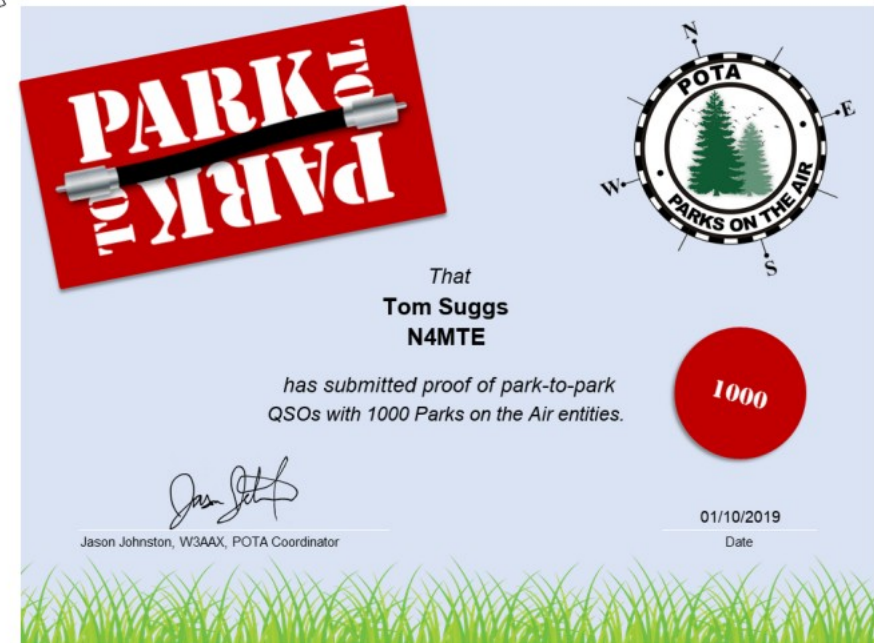 PARK TO
PARK TO
N
POTA
E
W
PARKS ON THE AIR
S
That
Tom Suggs
N4MTE
has submitted proof of park-to-park
QSOs with 1000 Parks on the Air entities.
1000
Jason Johnston, W3AAX, POTA Coordinator
01/10/2019
Date